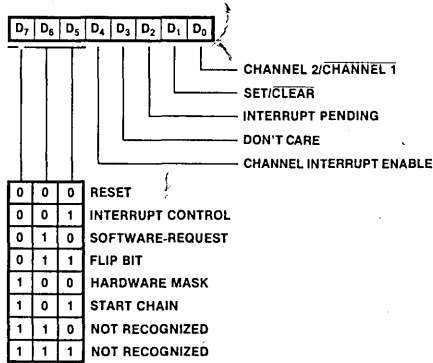 D7 D6 D5 D4 D3 D2 D1 D0
CHANNEL 2/CHANNEL 1
SET/CLEAR
INTERRUPT PENDING
DON'T CARE
CHANNEL INTERRUPT ENABLE
0 0 0 RESET
0 0 1 INTERRUPT CONTROL
0 1 0 SOFTWARE-REQUEST
0 1 1 FLIP BIT
1 0 0 HARDWARE MASK
1 0 1 START CHAIN
1 1 0 NOT RECOGNIZED
1 1 1 NOT RECOGNIZED